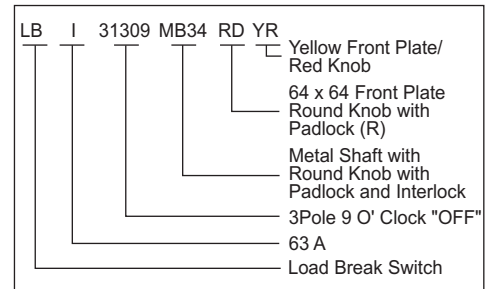 LB I 31309 MB34 RD YR
Yellow Front Plate/
Red Knob
64 x 64 Front Plate
Round Knob with
Padlock (R)
Metal Shaft with
Round Knob with
Padlock and Interlock
3Pole 9 O' Clock "OFF"
63 A
Load Break Switch